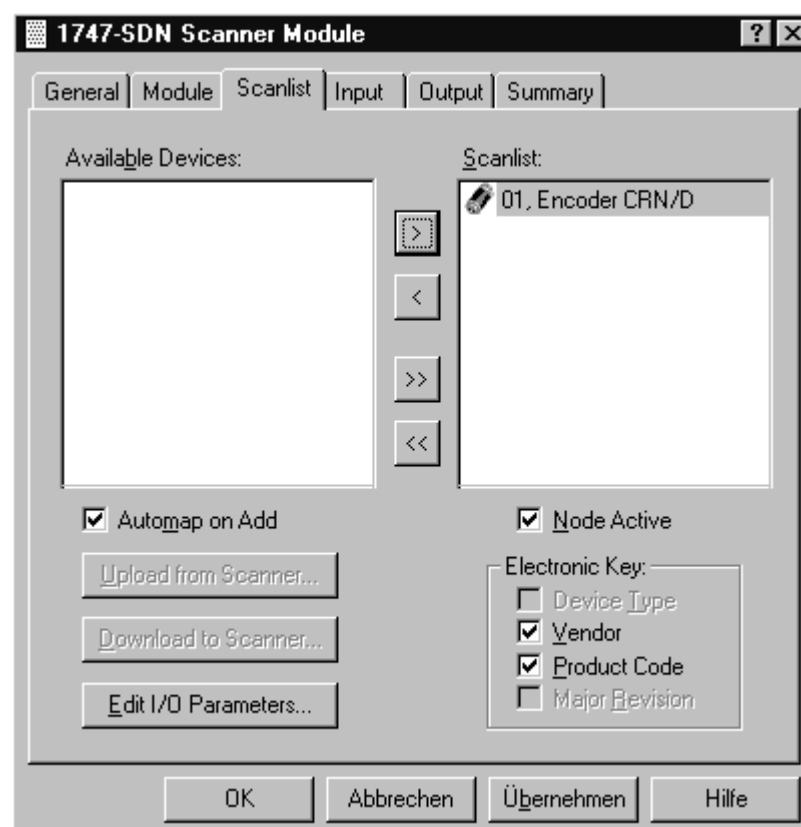 1747-SDN Scanner Module
General Module Scanlist Input Output Summary
Available Devices:
Scanlist:
01, Encoder CRN/D
>
<
>>
<<
Automap on Add
Node Active
Upload from Scanner...
Download to Scanner...
Edit I/O Parameters...
Electronic Key:
Device Type
Vendor
Product Code
Major Revision
OK Abbrechen Übernehmen Hilfe